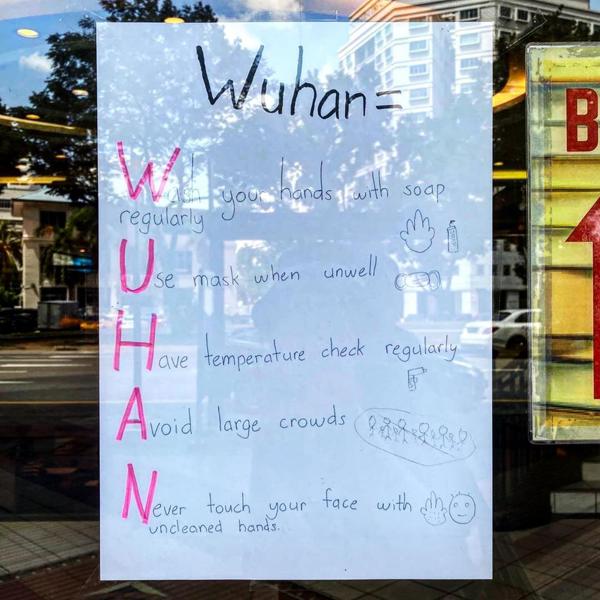 Wuhan =
Wash your hands with soap
regularly
Use mask when unwell
Have temperature check regularly
Avoid large crowds
Never touch your face with
uncleaned hands.
B